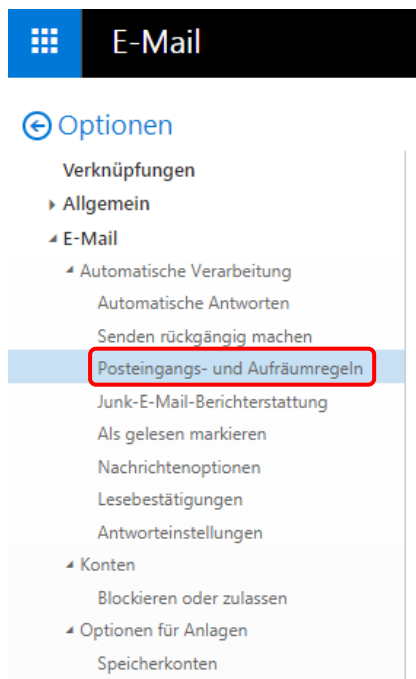 E-Mail
Optionen
Verknüpfungen
Allgemein
E-Mail
Automatische Verarbeitung
Automatische Antworten
Senden rückgängig machen
Posteingangs- und Aufräumregeln
Junk-E-Mail-Berichterstattung
Als gelesen markieren
Nachrichtenoptionen
Lesebestätigungen
Antworteinstellungen
Konten
Blockieren oder zulassen
Optionen für Anlagen
Speicherkonten